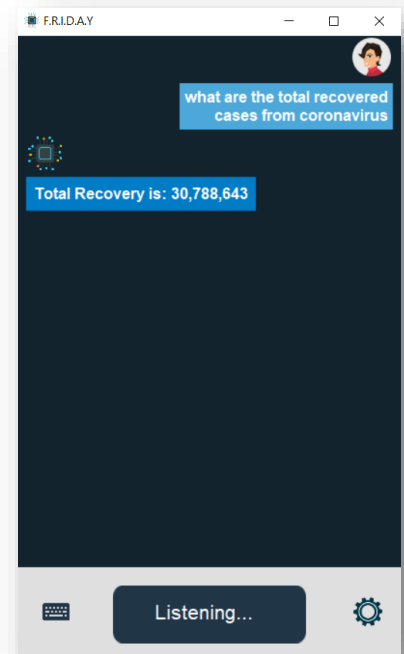 F.R.I.D.A.Y
what are the total recovered
cases from coronavirus
Total Recovery is: 30,788,643
Listening...